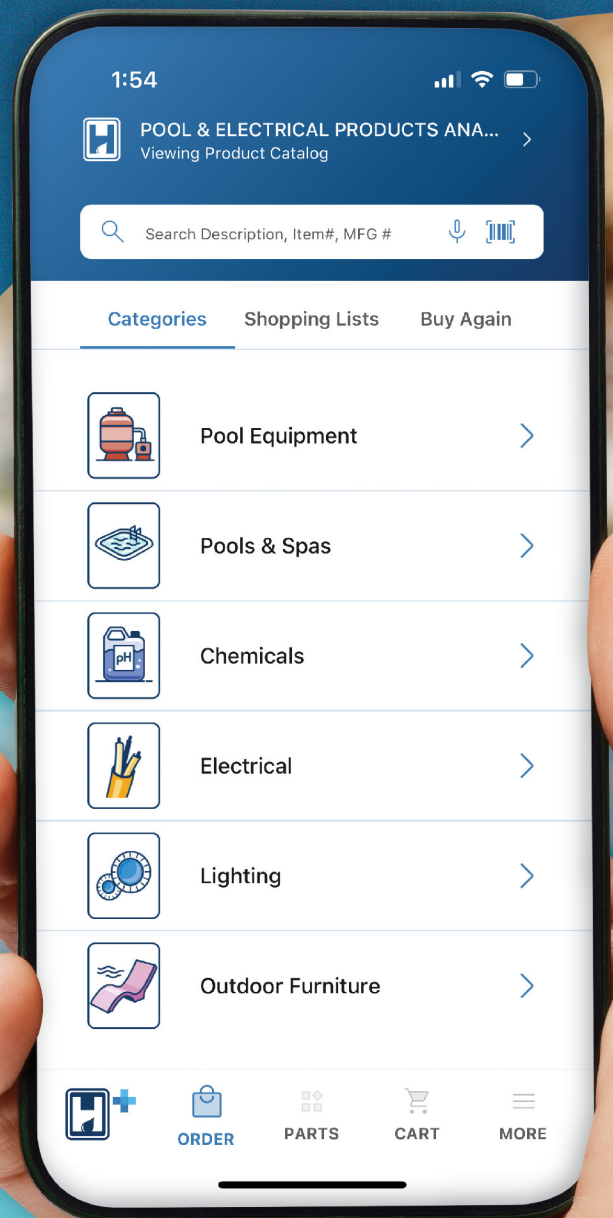 1:54
POOL & ELECTRICAL PRODUCTS ANA...
Viewing Product Catalog
Search Description, Item#, MFG #
Categories Shopping Lists Buy Again
Pool Equipment
Pools & Spas
pH
Chemicals
Electrical
Lighting
Outdoor Furniture
H
ORDER PARTS CART MORE